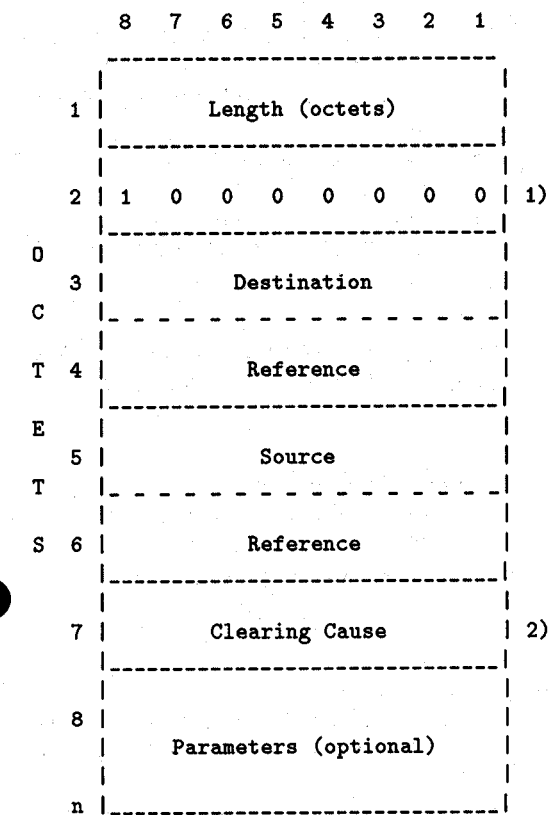 8 7 6 5 4 3 2 1
1 Length (octets)
2 1 0 0 0 0 0 0 0 1)
O
3 Destination
C
T 4 Reference
E
5 Source
T
S 6 Reference
7 Clearing Cause 2)
8
Parameters (optional)
n